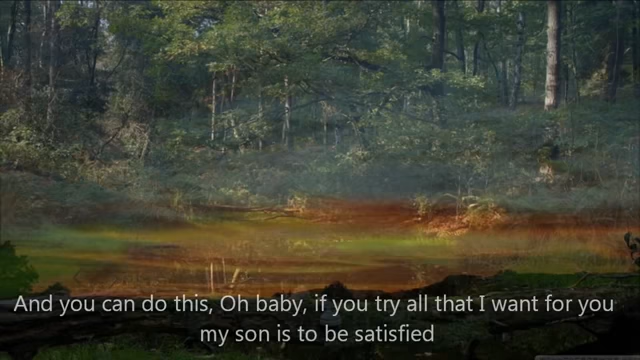 And you can do this, Oh baby, if you try all that I want for you
my son is to be satisfied